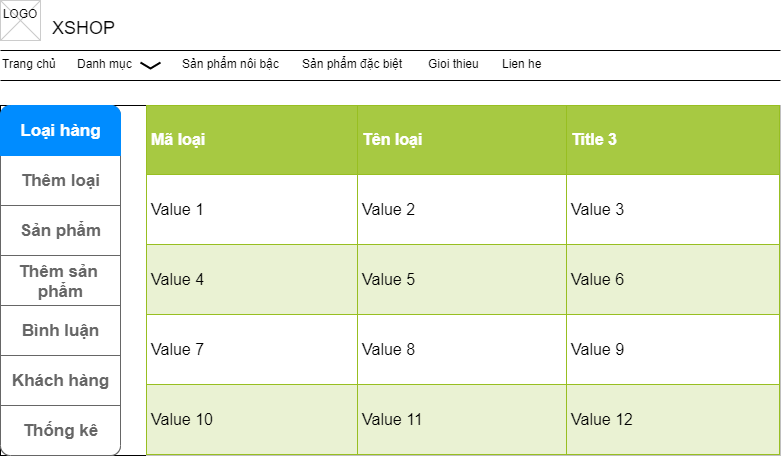 LOGO
XSHOP
Trang chủ Danh mục Sản phẩm nôi bậc Sản phẩm đặc biệt Gioi thieu Lien he
Loại hàng
Thêm loại
Sản phẩm
Thêm sản
phẩm
Bình luận
Khách hàng
Thống kê
Mã loại Tên loại Title 3
Value 1 Value 2 Value 3
Value 4 Value 5 Value 6
Value 7 Value 8 Value 9
Value 10 Value 11 Value 12